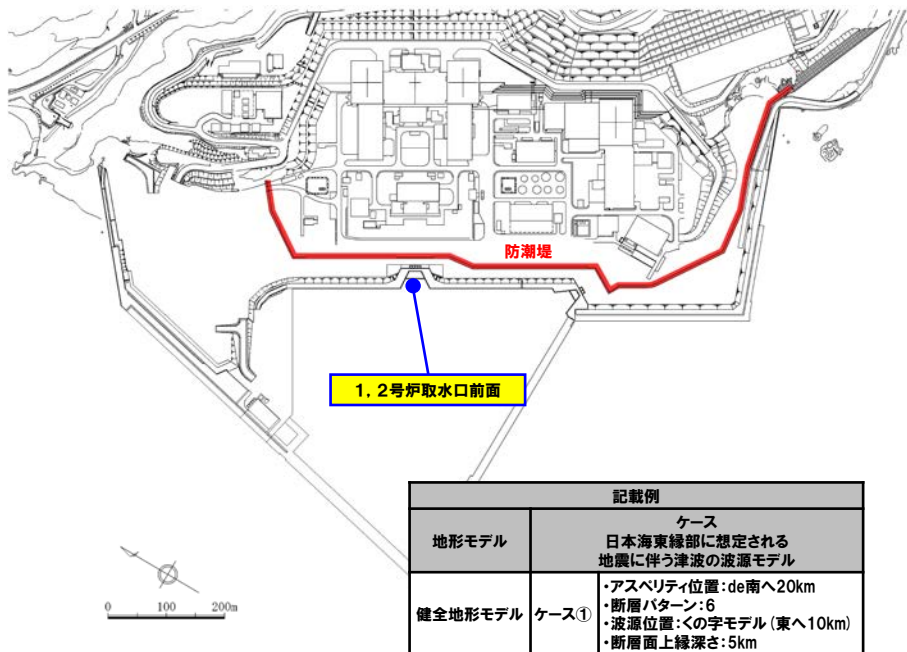 防潮堤
1,2号炉取水口前面
記載例
地形モデル
ケース
日本海東縁部に想定される
地震に伴う津波の波源モデル
健全地形モデル
ケース①
・アスペリティ位置:de南へ20km
・断層パターン:6
・波源位置:くの字モデル(東へ10km)
・断層面上縁深さ:5km
0 100 200m